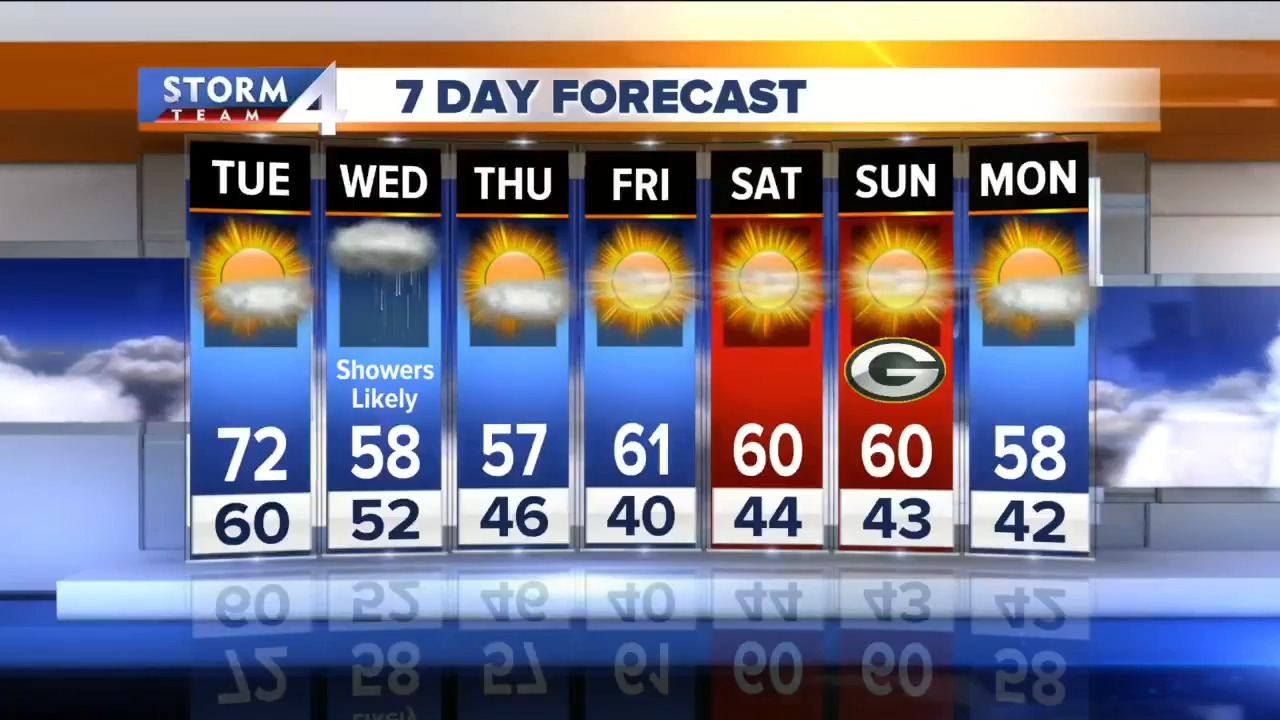 STORM
TEAM 4
7 DAY FORECAST
TUE WED THU FRI SAT SUN MON
Showers
Likely
G
72 58 57 61 60 60 58
60 52 46 40 44 43 42